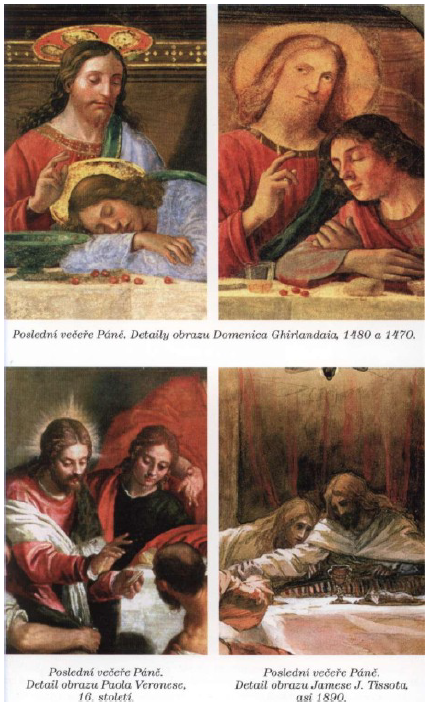 Poslední večeře Páně. Detaily obrazu Domenica Ghirlandaia, 1480 a 1470.
Poslední večeře Páně.
Detail obrazu Paola Veronese,
16. století.
Poslední večeře Páně.
Detail obrazu Jamese J. Tissota,
asi 1890.